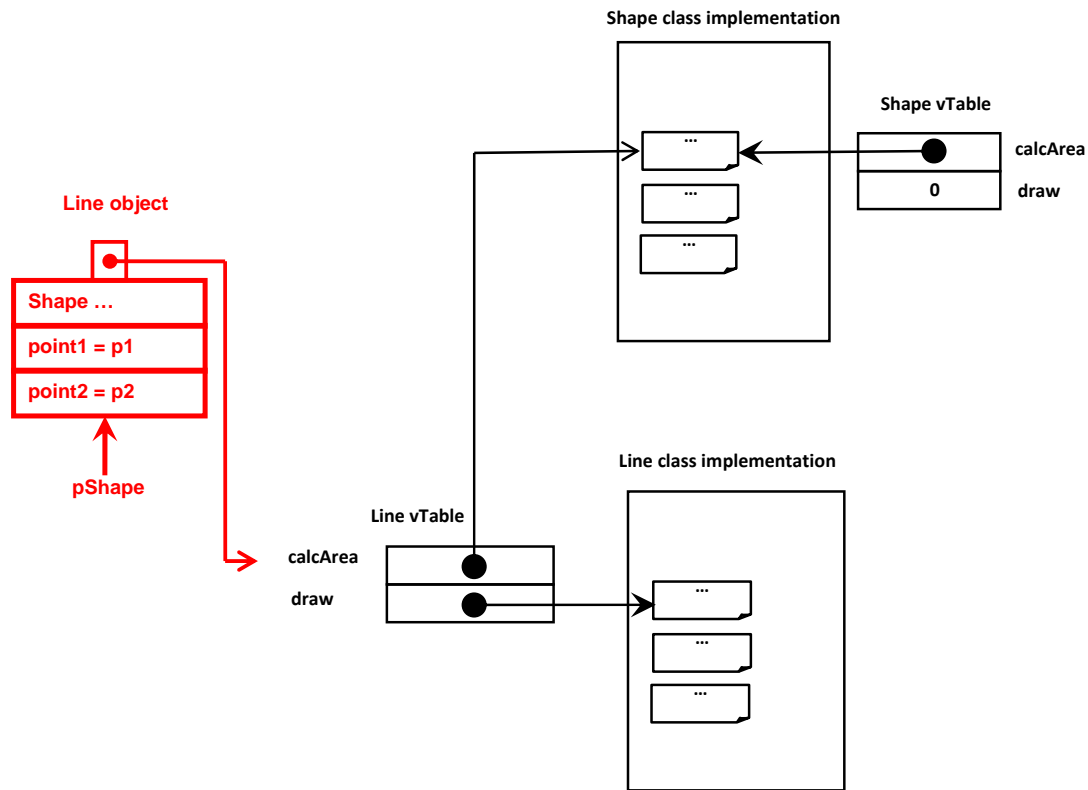 Shape class implementation
Shape vTable
...
calcArea
...
0
draw
...
Line object
Shape ...
point1 = p1
point2 = p2
pShape
Line class implementation
Line vTable
calcArea
draw
...
...
...